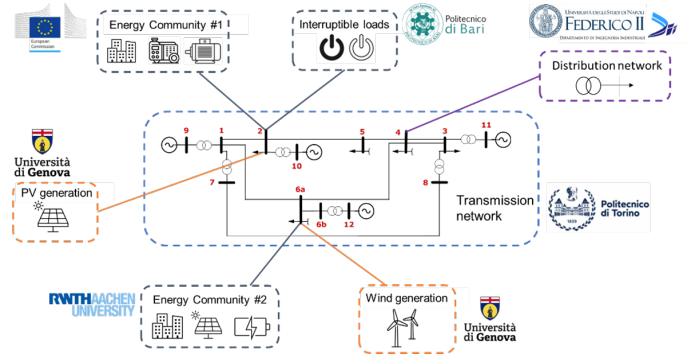 European
Commission
Energy Community #1
Interruptible loads
Politecnico
di Bari
UNIVERSITÀ DEGLI STUDI DI NAPOLI
FEDERICO II
DIPARTIMENTO DI INGEGNERIA INDUSTRIALE
Distribution network
9
1
2
5
4
3
11
10
7
8
6a
6b
12
Transmission
network
Università
di Genova
PV generation
1859
Politecnico
di Torino
RWTHAACHEN
UNIVERSITY
Energy Community #2
Wind generation
Università
di Genova